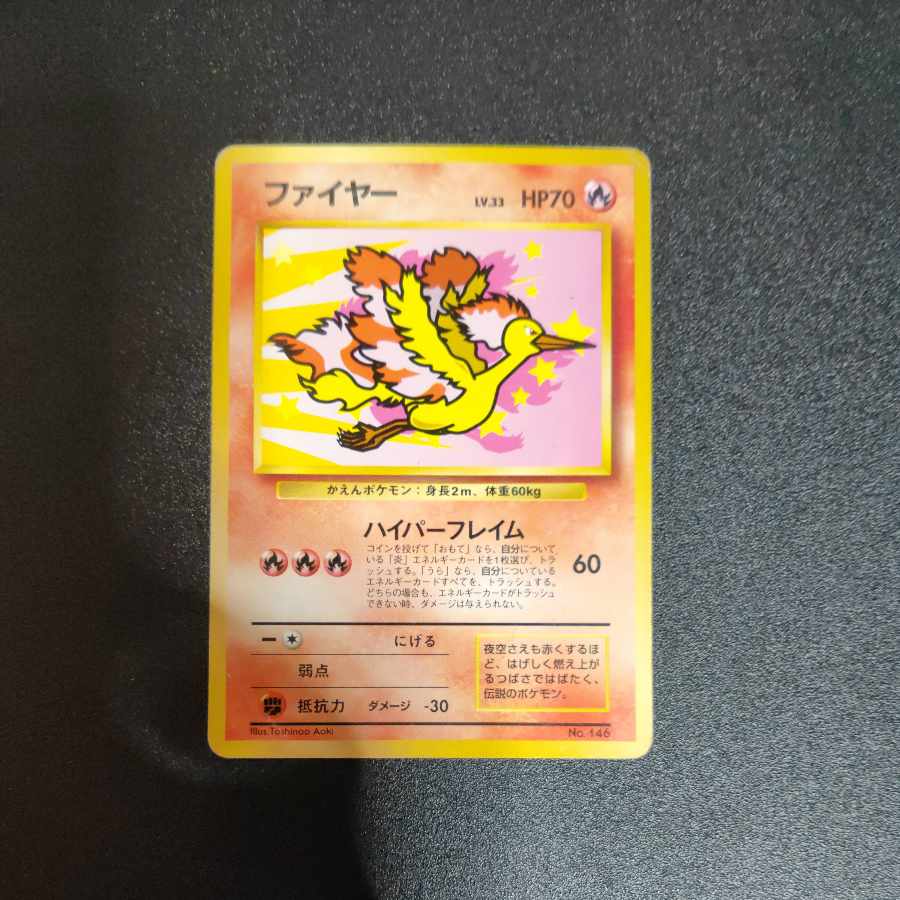 ファイヤー LV.33 HP70
かえんポケモン：身長2m、体重60kg
ハイパーフレイム
コインを投げて「おもて」なら、自分について
いる「炎」エネルギーカードを1枚選び、トラ
ッシュする。「うら」なら、自分についている
エネルギーカードすべてを、トラッシュする。
どちらの場合も、エネルギーカードがトラッシュ
できない時、ダメージは与えられない。
60
にげる
弱点
抵抗力 ダメージ -30
夜空さえも赤くするほ
ど、はげしく燃え上が
るつばさではばたく、
伝説のポケモン。
Illus.Toshinao Aoki
No. 146